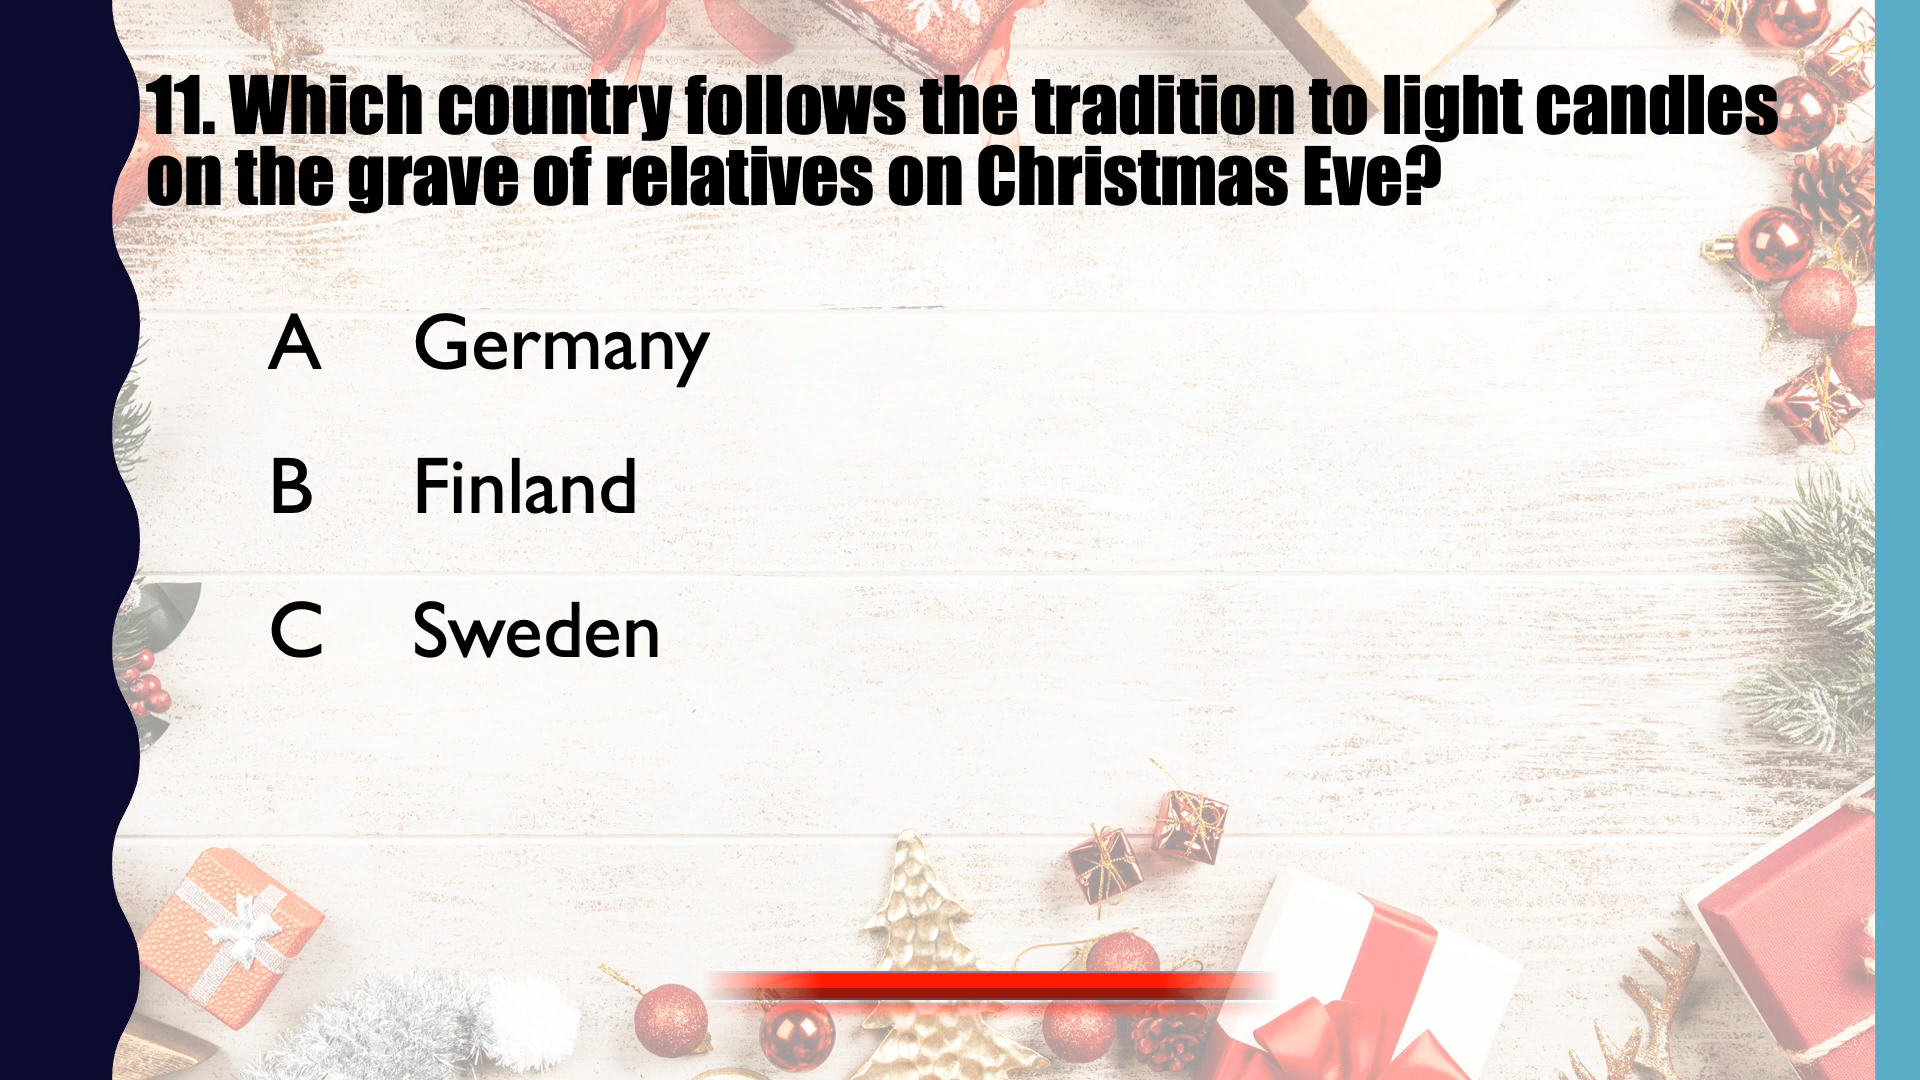 11. Which country follows the tradition to light candles
on the grave of relatives on Christmas Eve?
A Germany
B Finland
C Sweden